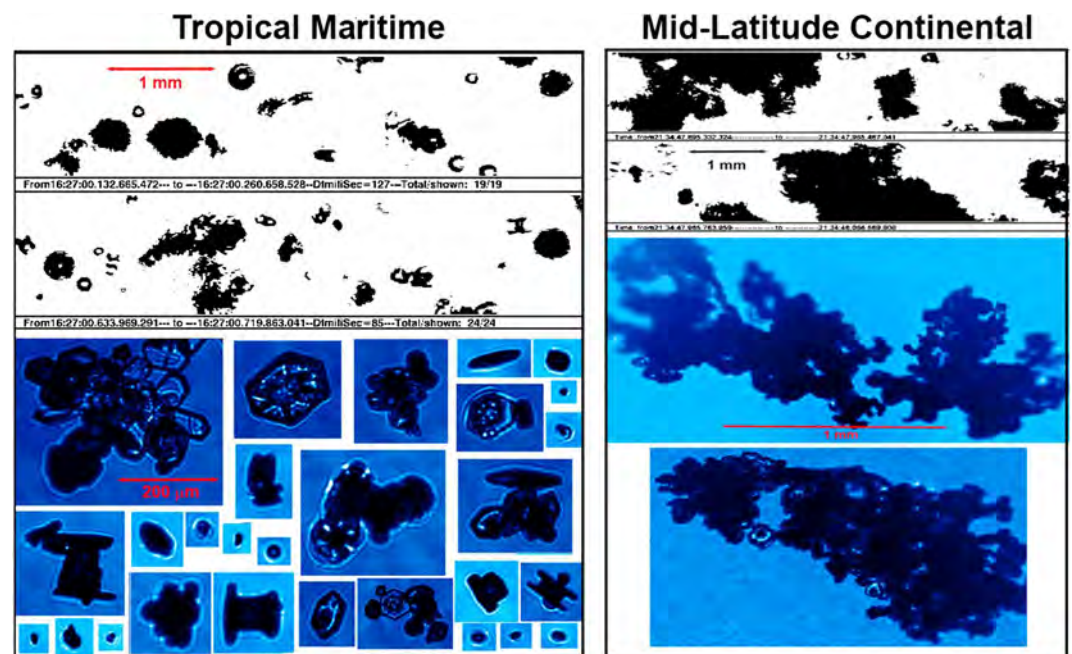 Tropical Maritime
Mid-Latitude Continental
1 mm
From16:27:00.132.665.472--- to ---16:27:00.260.658.528--DImiliSec=127---Total/shown: 19/19
From16:27:00.633.969.291--- to ---16:27:00.719.863.041--DImiliSec=85---Total/shown: 24/24
200 µm
1 mm
1 mm